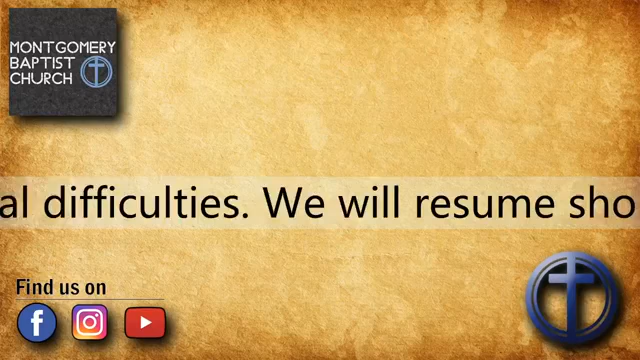 MONTGOMERY
BAPTIST
CHURCH
al difficulties. We will resume sho
Find us on